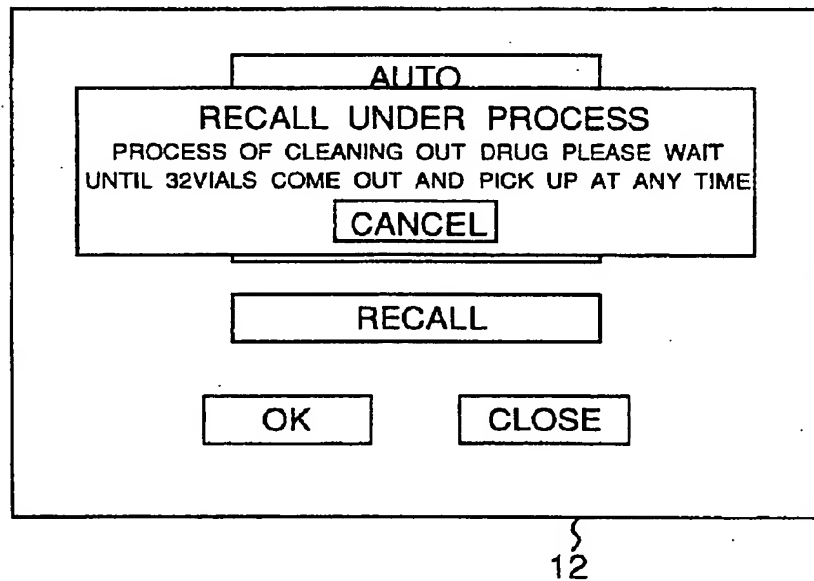 AUTO
RECALL UNDER PROCESS
PROCESS OF CLEANING OUT DRUG PLEASE WAIT
UNTIL 32VIALS COME OUT AND PICK UP AT ANY TIME
CANCEL
RECALL
OK CLOSE
12